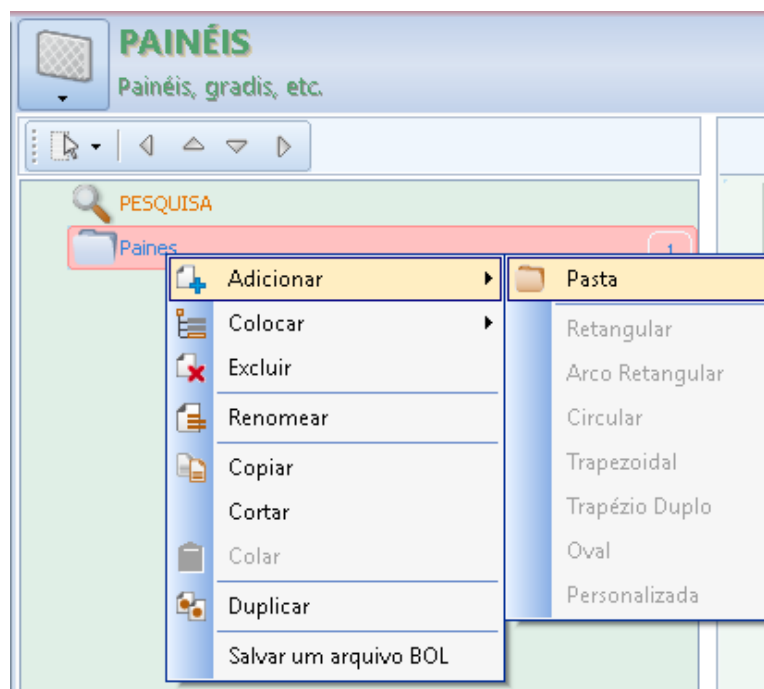 PAINÉIS
Painéis, gradis, etc.
PESQUISA
Paines
1
Adicionar
Colocar
Excluir
Renomear
Copiar
Cortar
Colar
Duplicar
Salvar um arquivo BOL
Pasta
Retangular
Arco Retangular
Circular
Trapezoidal
Trapézio Duplo
Oval
Personalizada